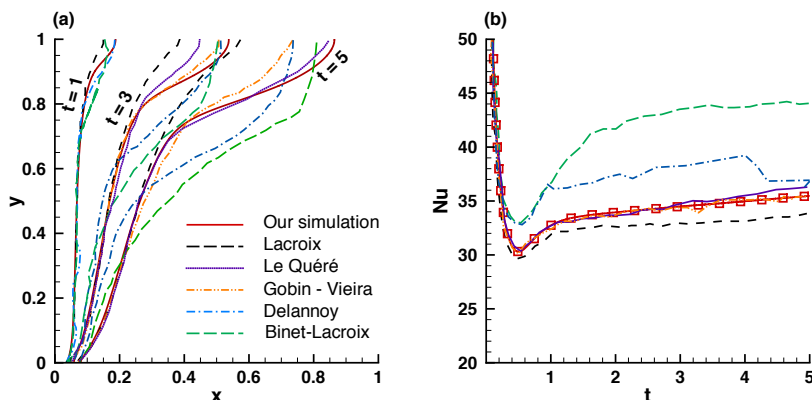 (a)
1
0.8
0.6
0.4
0.2
0
y
0
0.2
0.4
0.6
0.8
1
x
t = 1
t = 3
t = 5
Our simulation
Lacroix
Le Quéré
Gobin - Vieira
Delannoy
Binet-Lacroix
(b)
50
45
40
35
30
25
20
Nu
1
2
3
4
5
t